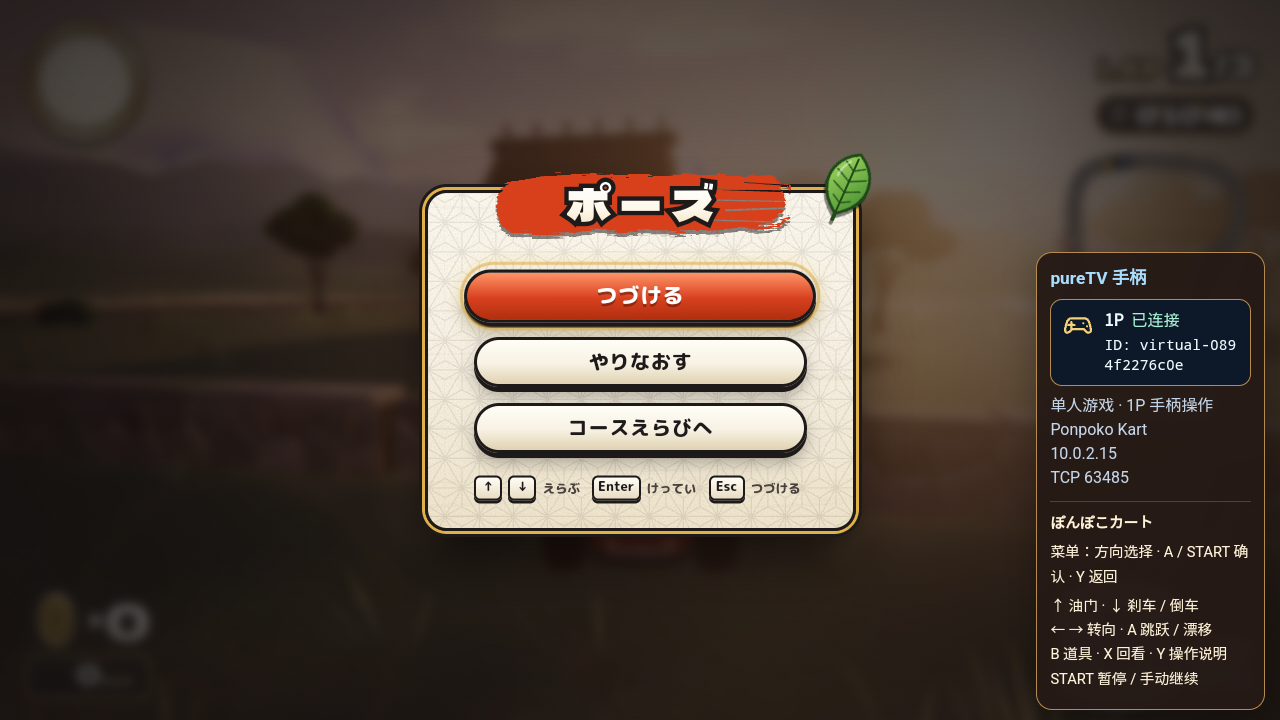 ポーズ
つづける
やりなおす
コースえらびへ
↑ ↓ えらぶ Enter けってい Esc つづける
1
pureTV 手柄
1P 已连接
ID: virtual-089
4f2276c0e
单人游戏 · 1P 手柄操作
Ponpoko Kart
10.0.2.15
TCP 63485
ぽんぽこカート
菜单：方向选择 · A / START 确
认 · Y 返回
↑ 油门 · ↓ 刹车 / 倒车
← → 转向 · A 跳跃 / 漂移
B 道具 · X 回看 · Y 操作说明
START 暂停 / 手动继续